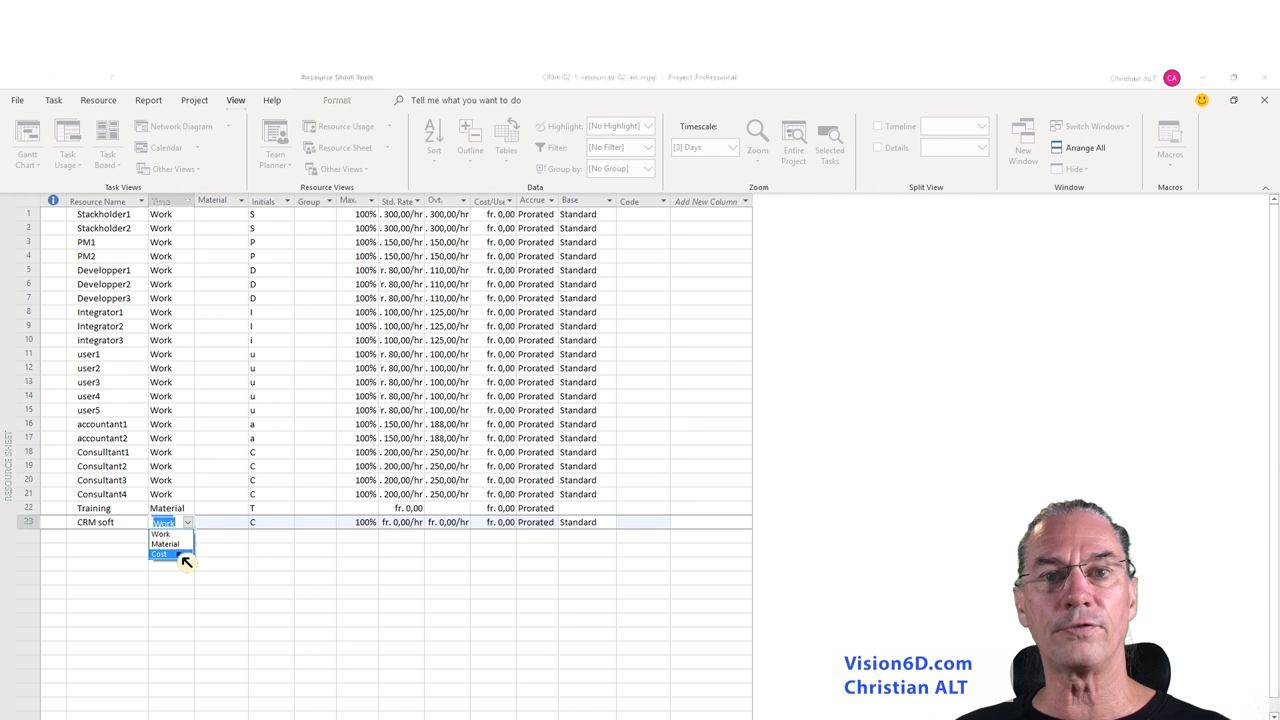 Resource Sheet Tools
Project Professional
Christian ALT CA
File Task Resource Report Project View Help Format Tell me what you want to do
Gantt Chart
Task Usage
Task Board
Network Diagram
Calendar
Other Views
Task Views
Team Planner
Resource Usage
Resource Sheet
Other Views
Resource Views
Sort
Outline
Tables
Highlight: [No Highlight]
Filter: [No Filter]
Group by: [No Group]
Data
Timescale:
[3] Days
Zoom
Entire Project
Selected Tasks
Zoom
Timeline
Details
Split View
New Window
Switch Windows
Arrange All
Hide
Window
Macros
Macros
Resource Name Material Initials Group Max. Std. Rate Ovt. Cost/Use Accrue Base Code Add New Column
1 Stackholder1 Work S 100% . 300,00/hr . 300,00/hr fr. 0,00 Prorated Standard
2 Stackholder2 Work S 100% . 300,00/hr . 300,00/hr fr. 0,00 Prorated Standard
3 PM1 Work P 100% . 150,00/hr . 150,00/hr fr. 0,00 Prorated Standard
4 PM2 Work P 100% . 150,00/hr . 150,00/hr fr. 0,00 Prorated Standard
5 Developper1 Work D 100% r. 80,00/hr . 110,00/hr fr. 0,00 Prorated Standard
6 Developper2 Work D 100% r. 80,00/hr . 110,00/hr fr. 0,00 Prorated Standard
7 Developper3 Work D 100% r. 80,00/hr . 110,00/hr fr. 0,00 Prorated Standard
8 Integrator1 Work I 100% . 100,00/hr . 125,00/hr fr. 0,00 Prorated Standard
9 Integrator2 Work I 100% . 100,00/hr . 125,00/hr fr. 0,00 Prorated Standard
10 integrator3 Work i 100% . 100,00/hr . 125,00/hr fr. 0,00 Prorated Standard
11 user1 Work u 100% r. 80,00/hr . 100,00/hr fr. 0,00 Prorated Standard
12 user2 Work u 100% r. 80,00/hr . 100,00/hr fr. 0,00 Prorated Standard
13 user3 Work u 100% r. 80,00/hr . 100,00/hr fr. 0,00 Prorated Standard
14 user4 Work u 100% r. 80,00/hr . 100,00/hr fr. 0,00 Prorated Standard
15 user5 Work u 100% r. 80,00/hr . 100,00/hr fr. 0,00 Prorated Standard
16 accountant1 Work a 100% . 150,00/hr . 188,00/hr fr. 0,00 Prorated Standard
17 accountant2 Work a 100% . 150,00/hr . 188,00/hr fr. 0,00 Prorated Standard
18 Consulltant1 Work C 100% . 200,00/hr . 250,00/hr fr. 0,00 Prorated Standard
19 Consultant2 Work C 100% . 200,00/hr . 250,00/hr fr. 0,00 Prorated Standard
20 Consultant3 Work C 100% . 200,00/hr . 250,00/hr fr. 0,00 Prorated Standard
21 Consultant4 Work C 100% . 200,00/hr . 250,00/hr fr. 0,00 Prorated Standard
22 Training Material T fr. 0,00 fr. 0,00 Prorated
23 CRM soft Work C 100% fr. 0,00/hr fr. 0,00/hr fr. 0,00 Prorated Standard
Work
Material
Cost
RESOURCE SHEET
Vision6D.com
Christian ALT